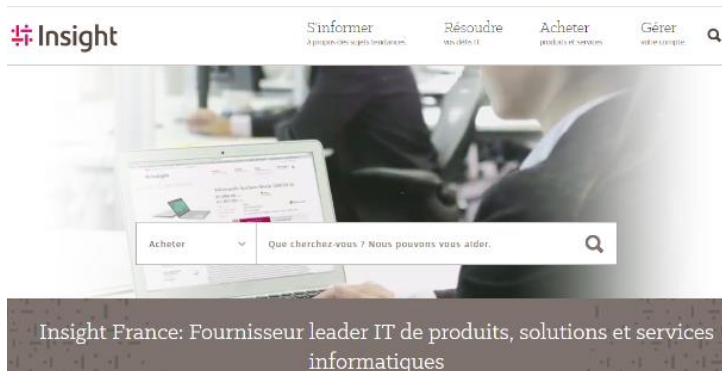 Insight
S'informer
à propos des sujets tendances
Résoudre
vos défis IT
Acheter
produits et services
Gérer
votre compte
Acheter
Que cherchez-vous ? Nous pouvons vous aider.
Insight France: Fournisseur leader IT de produits, solutions et services
informatiques